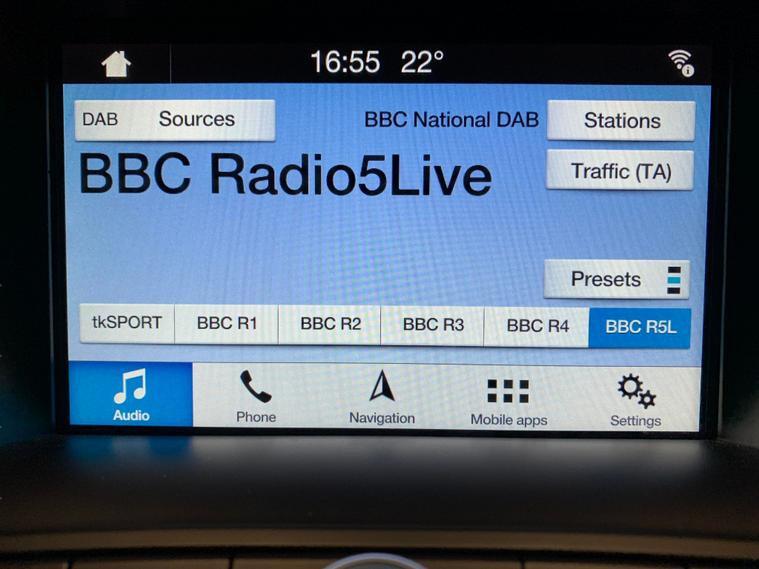 16:55 22°
DAB Sources BBC National DAB Stations
BBC Radio5Live
Traffic (TA)
Presets
tkSPORT BBC R1 BBC R2 BBC R3 BBC R4 BBC R5L
Audio Phone Navigation Mobile apps Settings